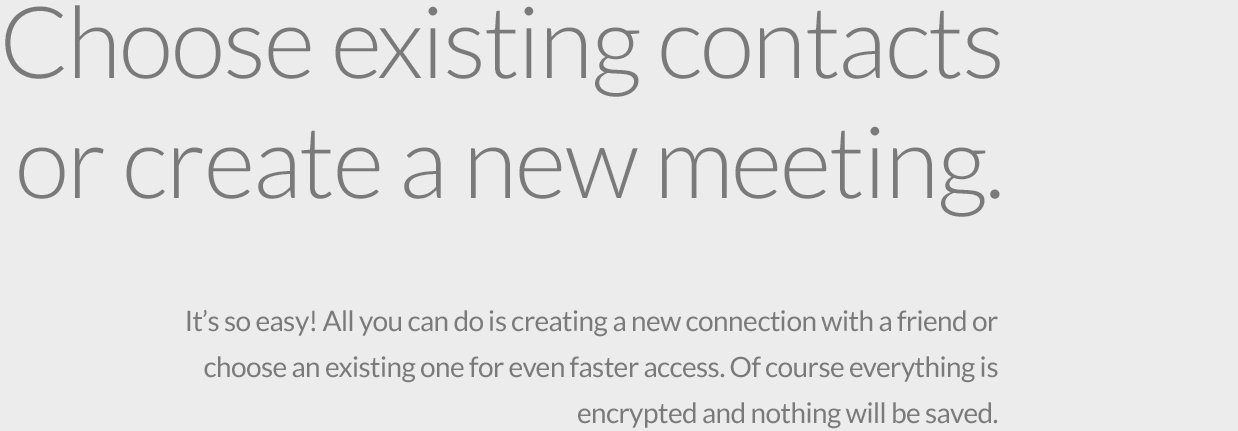 Choose existing contacts
or create a new meeting.
It’s so easy! All you can do is creating a new connection with a friend or
choose an existing one for even faster access. Of course everything is
encrypted and nothing will be saved.